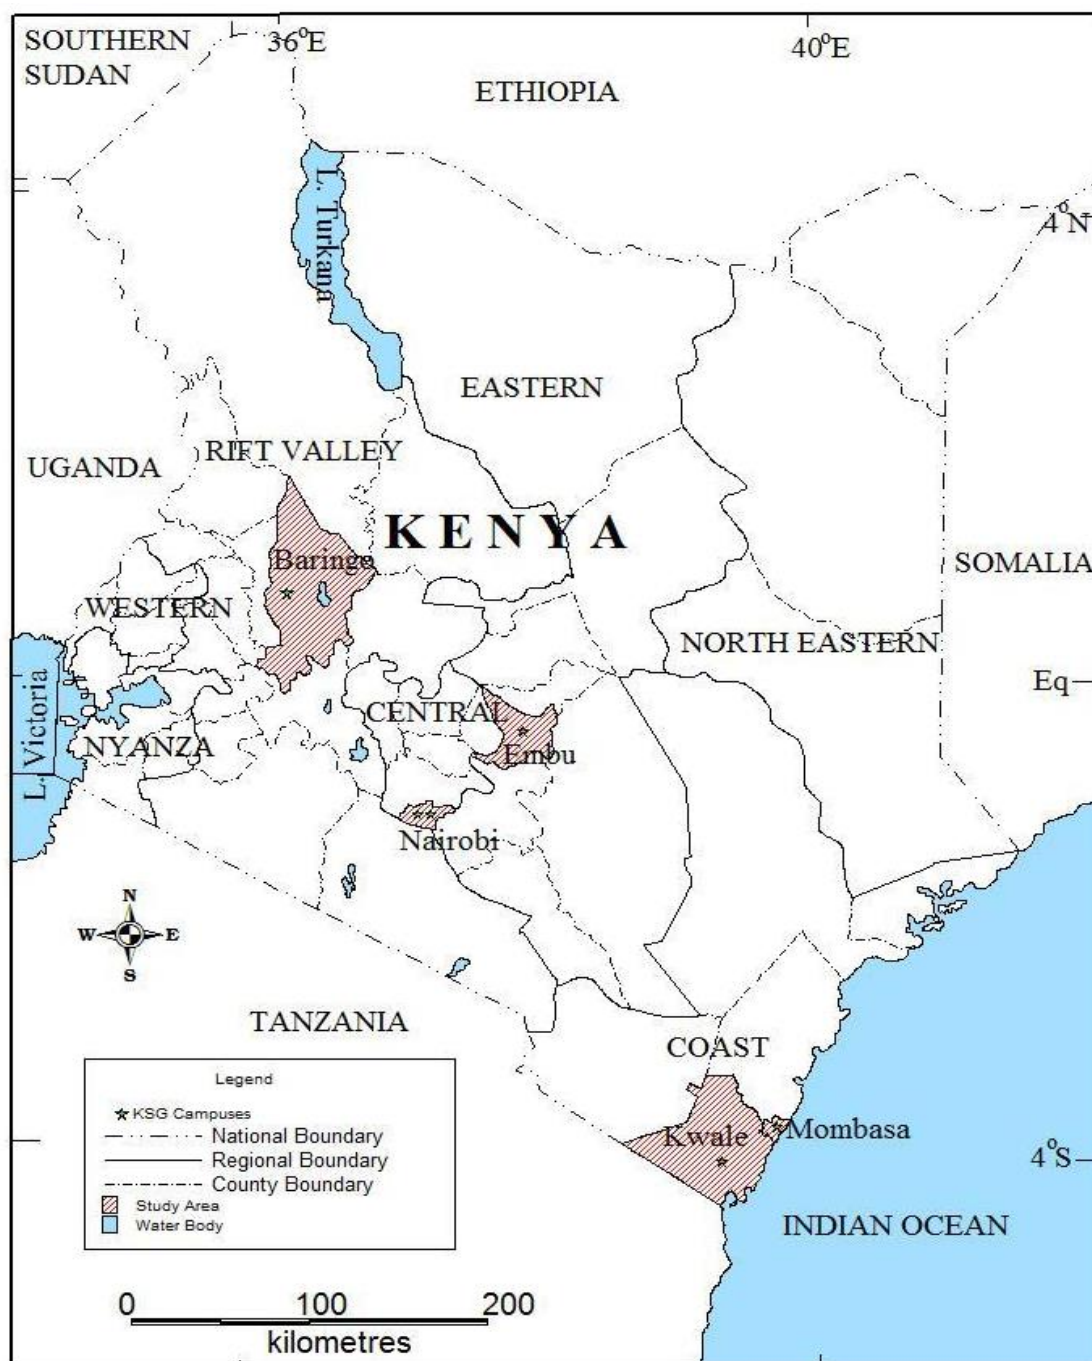 SOUTHERN
SUDAN
36°E
40°E
ETHIOPIA
L. Turkana
4°N
EASTERN
RIFT VALLEY
UGANDA
KENYA
Baringo
SOMALIA
WESTERN
NORTH EASTERN
Eq
L. Victoria
CENTRAL
NYANZA
Embu
Nairobi
N
W E
S
TANZANIA
COAST
Kwale
Mombasa
4°S
INDIAN OCEAN
Legend
KSG Campuses
National Boundary
Regional Boundary
County Boundary
Study Area
Water Body
0 100 200
kilometres